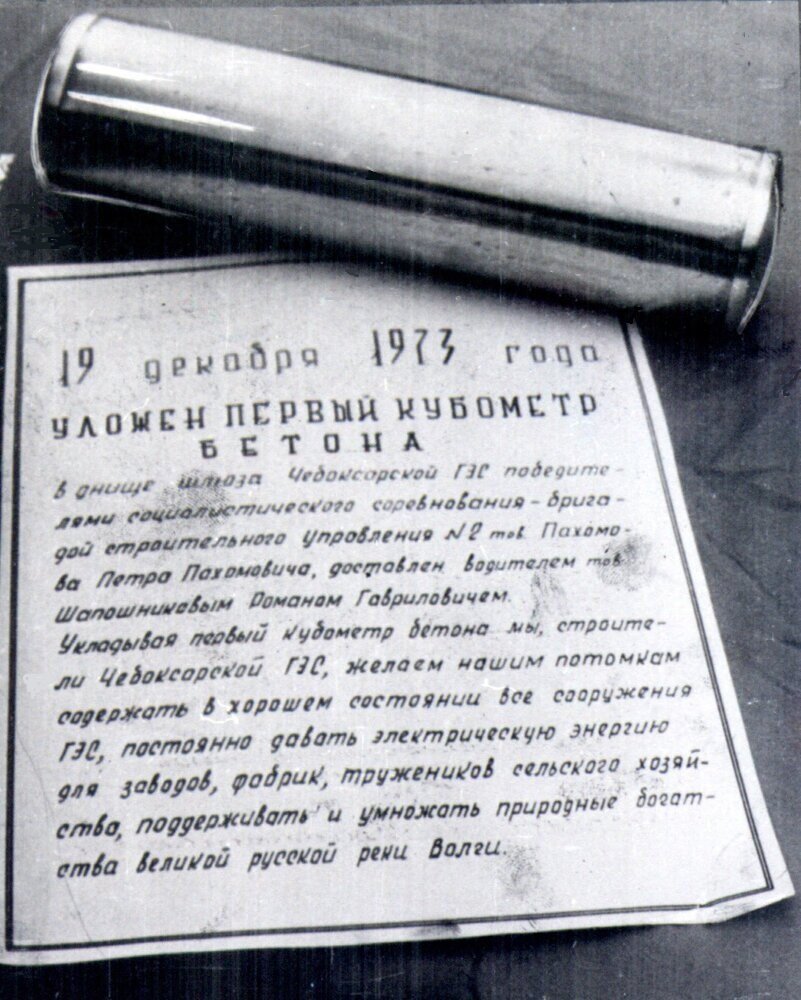 19 декабря 1973 года
УЛОЖЕН ПЕРВЫЙ КУБОМЕТР
БЕТОНА
в днище шлюза Чебоксарской ГЭС победите-
лями социалистического соревнования - брига-
дой строительного управления №2 тов. Пахомо-
ва Петра Пахомовича, доставлен водителем тов.
Шапошниковым Романом Гавриловичем.
Укладывая первый кубометр бетона мы, строите-
ли Чебоксарской ГЭС, желаем нашим потомкам
содержать в хорошем состоянии все сооружения
ГЭС, постоянно давать электрическую энергию
для заводов, фабрик, тружеников сельского хозяй-
ства, поддерживать и умножать природные богат-
ства великой русской реки Волги.